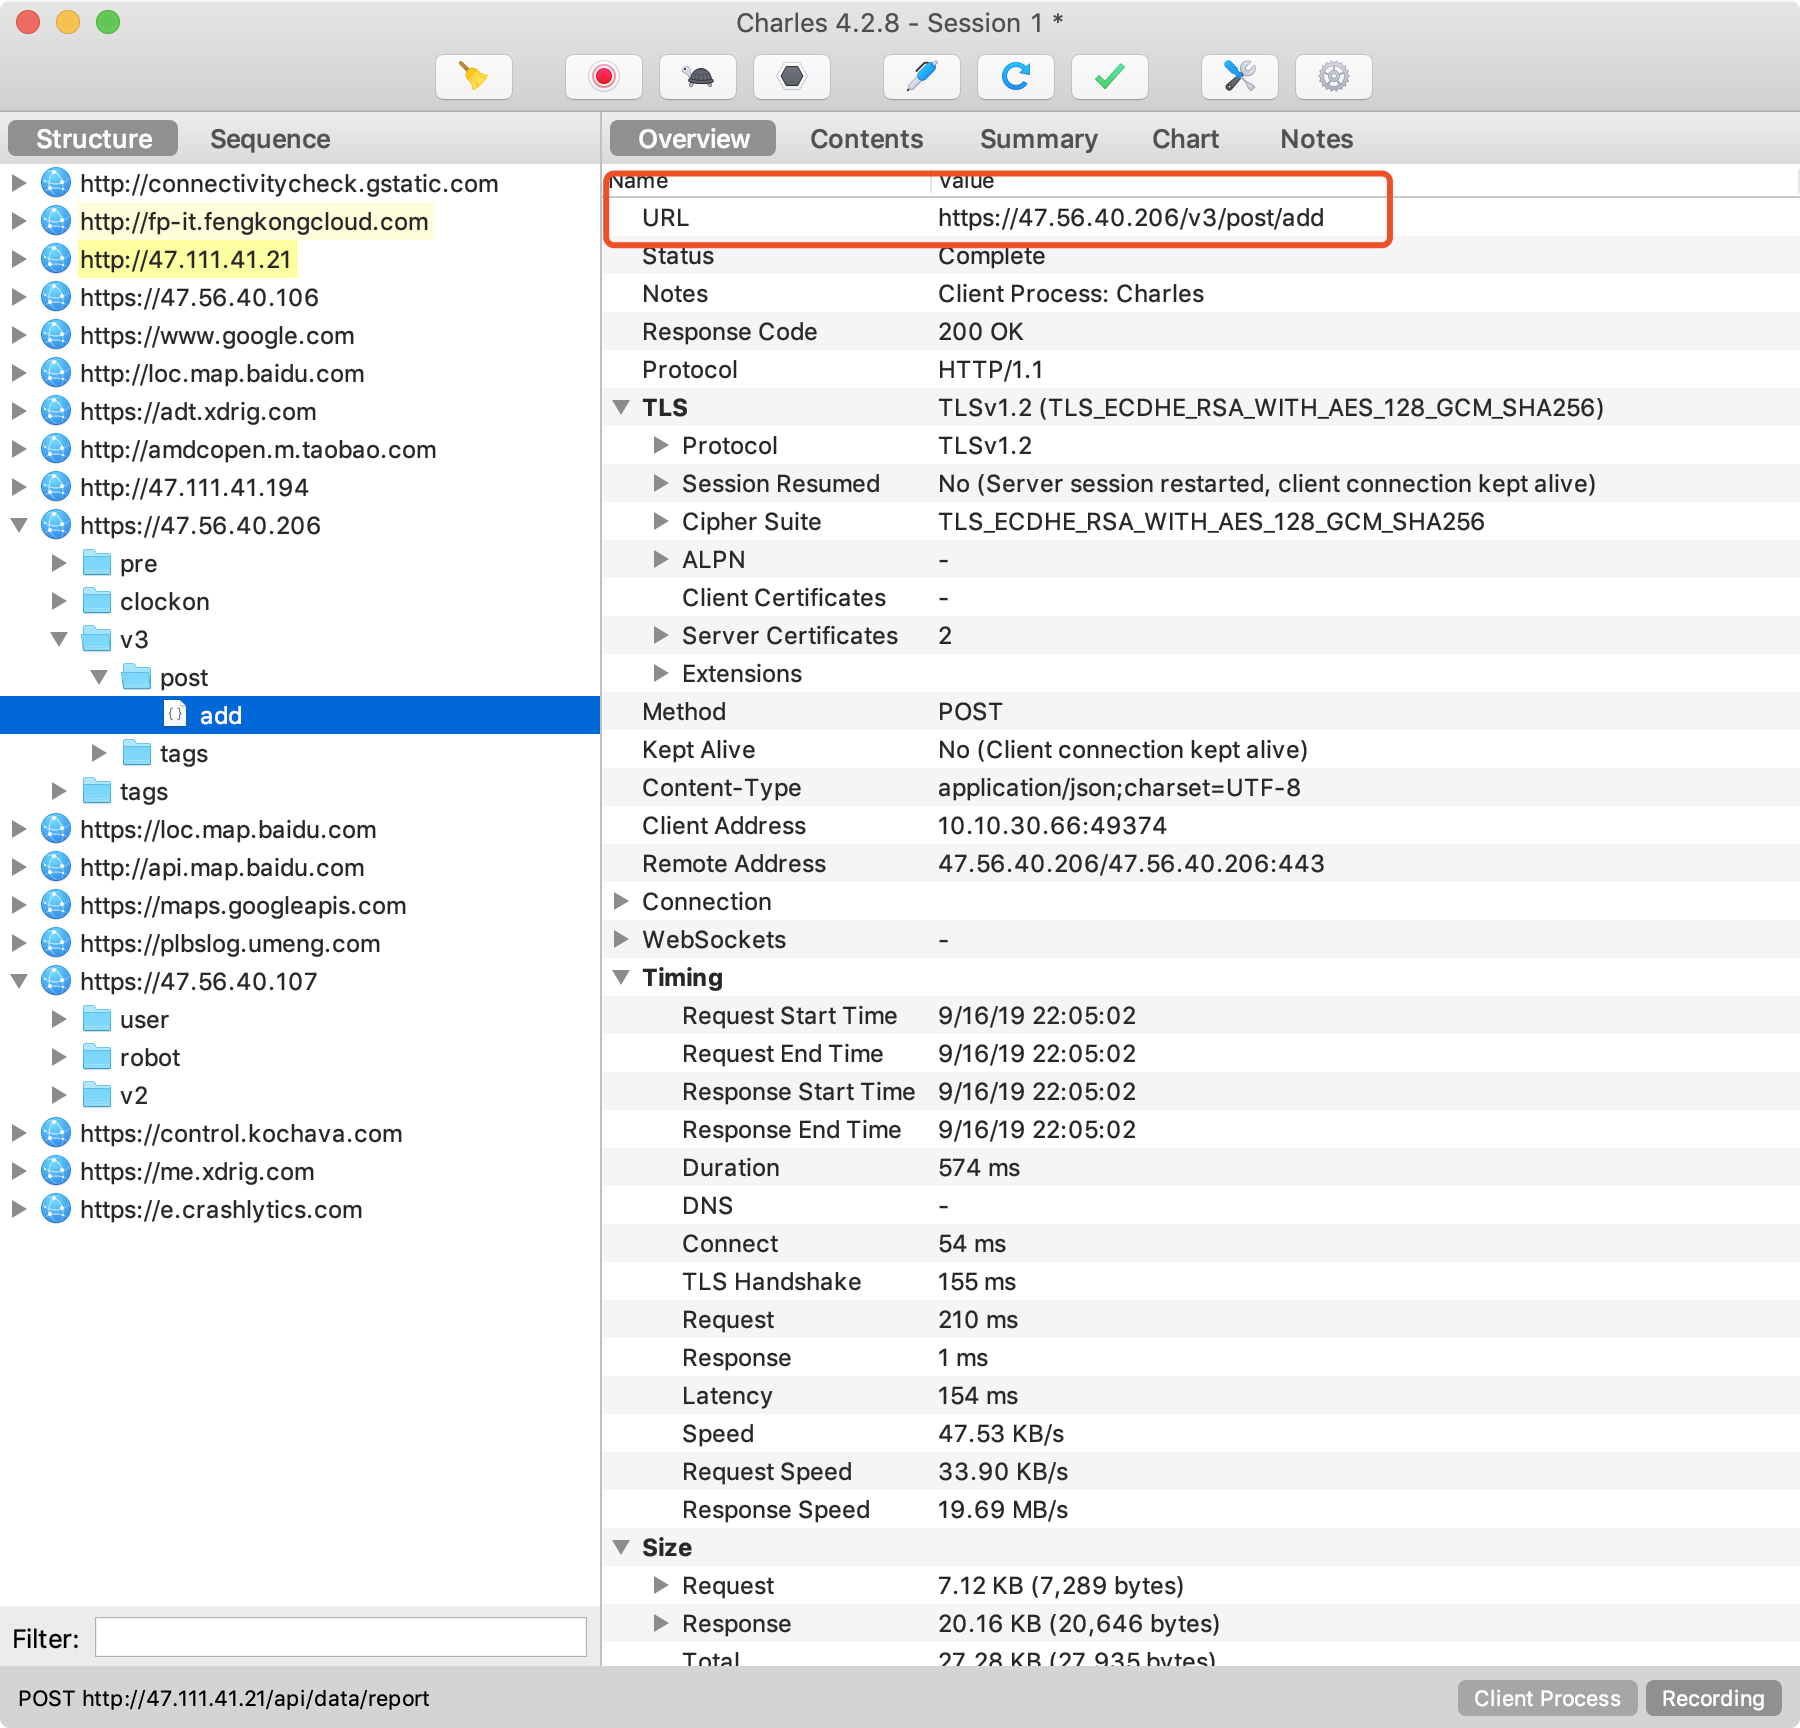 Charles 4.2.8 - Session 1 *
Structure Sequence
http://connectivitycheck.gstatic.com
http://fp-it.fengkongcloud.com
http://47.111.41.21
https://47.56.40.106
https://www.google.com
http://loc.map.baidu.com
https://adt.xdrig.com
http://amdcopen.m.taobao.com
http://47.111.41.194
https://47.56.40.206
pre
clockon
v3
post
{} add
tags
tags
https://loc.map.baidu.com
http://api.map.baidu.com
https://maps.googleapis.com
https://plbslog.umeng.com
https://47.56.40.107
user
robot
v2
https://control.kochava.com
https://me.xdrig.com
https://e.crashlytics.com
Filter:
Overview Contents Summary Chart Notes
Name Value
URL https://47.56.40.206/v3/post/add
Status Complete
Notes Client Process: Charles
Response Code 200 OK
Protocol HTTP/1.1
TLS TLSv1.2 (TLS_ECDHE_RSA_WITH_AES_128_GCM_SHA256)
Protocol TLSv1.2
Session Resumed No (Server session restarted, client connection kept alive)
Cipher Suite TLS_ECDHE_RSA_WITH_AES_128_GCM_SHA256
ALPN -
Client Certificates -
Server Certificates 2
Extensions
Method POST
Kept Alive No (Client connection kept alive)
Content-Type application/json;charset=UTF-8
Client Address 10.10.30.66:49374
Remote Address 47.56.40.206/47.56.40.206:443
Connection
WebSockets -
Timing
Request Start Time 9/16/19 22:05:02
Request End Time 9/16/19 22:05:02
Response Start Time 9/16/19 22:05:02
Response End Time 9/16/19 22:05:02
Duration 574 ms
DNS -
Connect 54 ms
TLS Handshake 155 ms
Request 210 ms
Response 1 ms
Latency 154 ms
Speed 47.53 KB/s
Request Speed 33.90 KB/s
Response Speed 19.69 MB/s
Size
Request 7.12 KB (7,289 bytes)
Response 20.16 KB (20,646 bytes)
Total 27.28 KB (27,935 bytes)
POST http://47.111.41.21/api/data/report
Client Process Recording